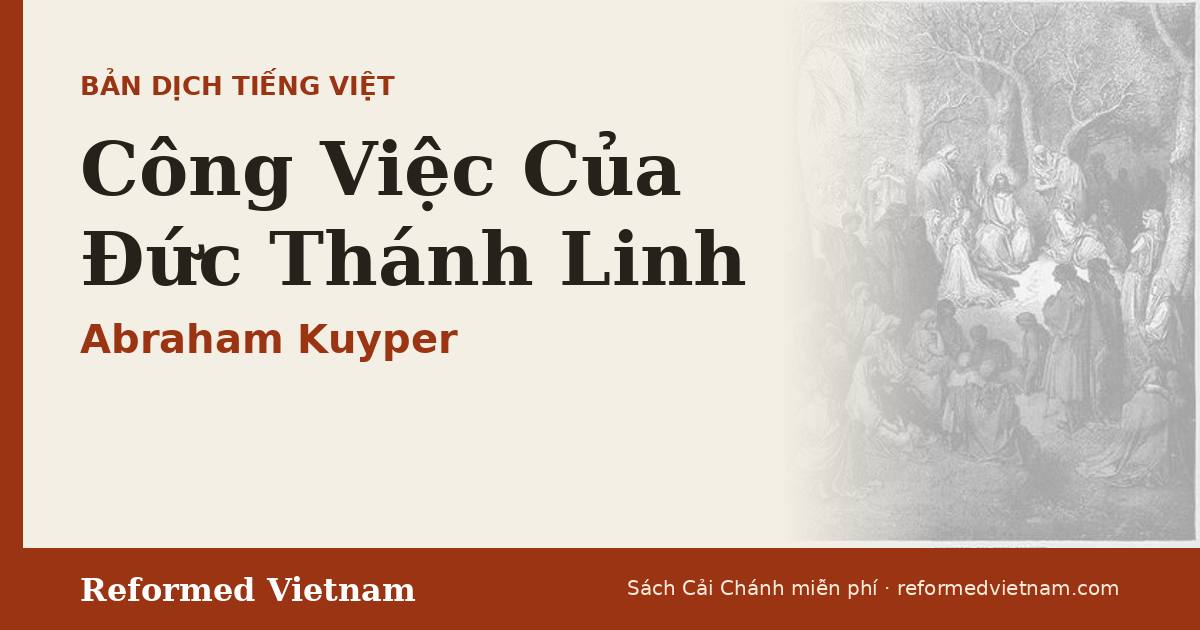 BẢN DỊCH TIẾNG VIỆT
Công Việc Của
Đức Thánh Linh
Abraham Kuyper
Reformed Vietnam
Sách Cải Chánh miễn phí · reformedvietnam.com